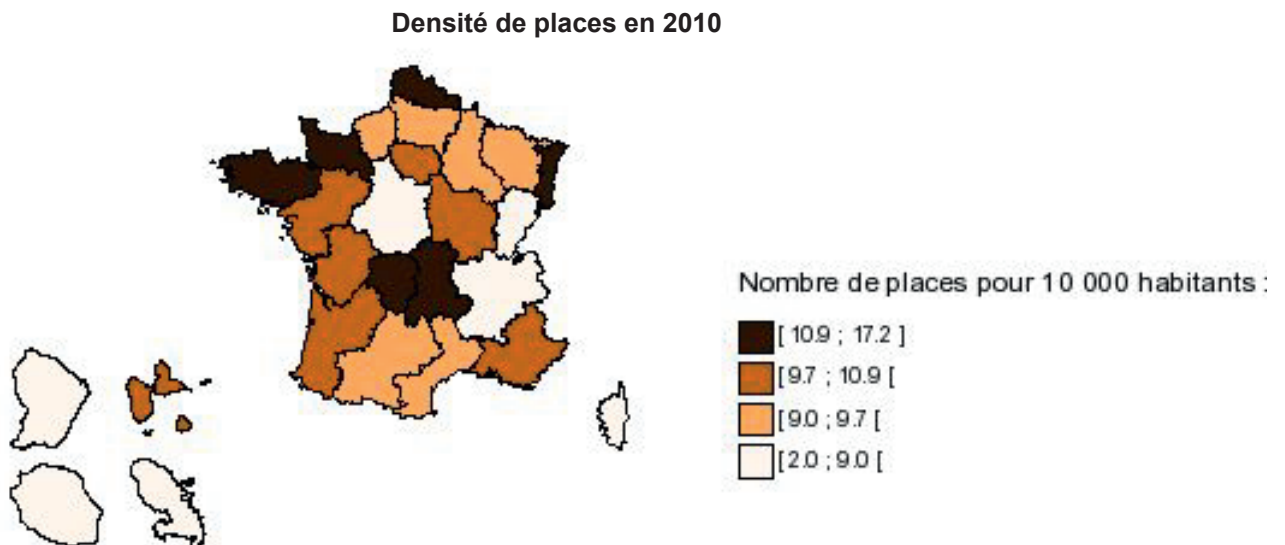 Densité de places en 2010
Nombre de places pour 10 000 habitants :
[ 10.9 ; 17.2 ]
[ 9.7 ; 10.9 [
[ 9.0 ; 9.7 [
[ 2.0 ; 9.0 [